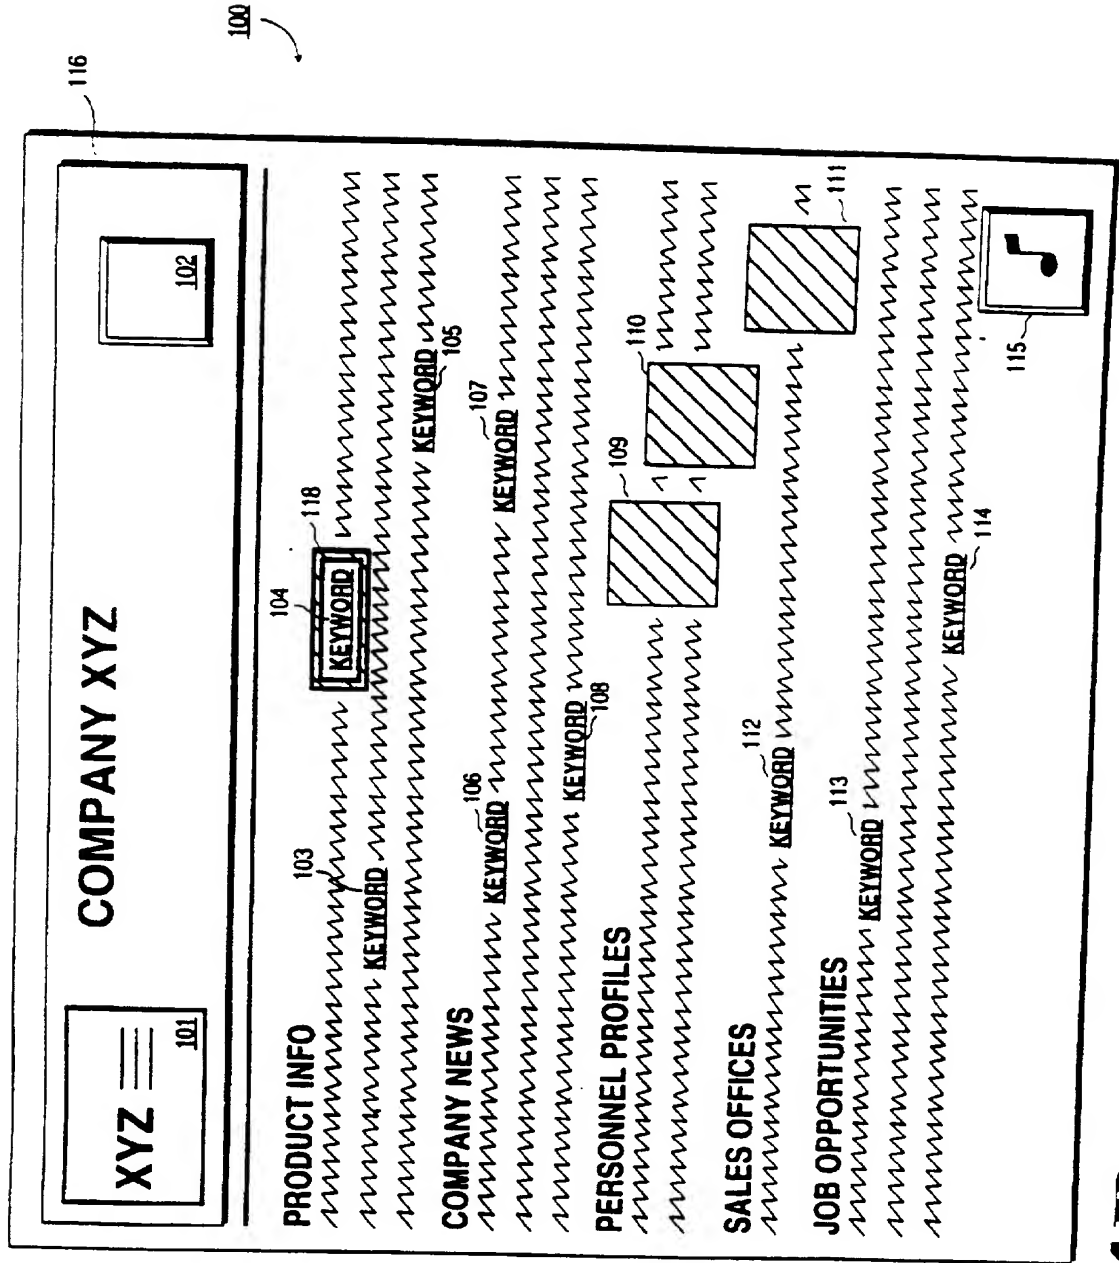 100
116
XYZ
101
COMPANY XYZ
102
PRODUCT INFO
103
104
118
KEYWORD
KEYWORD
KEYWORD
105
COMPANY NEWS
106
107
KEYWORD
KEYWORD
KEYWORD
108
PERSONNEL PROFILES
109
110
SALES OFFICES
111
112
KEYWORD
JOB OPPORTUNITIES
113
KEYWORD
KEYWORD
114
115